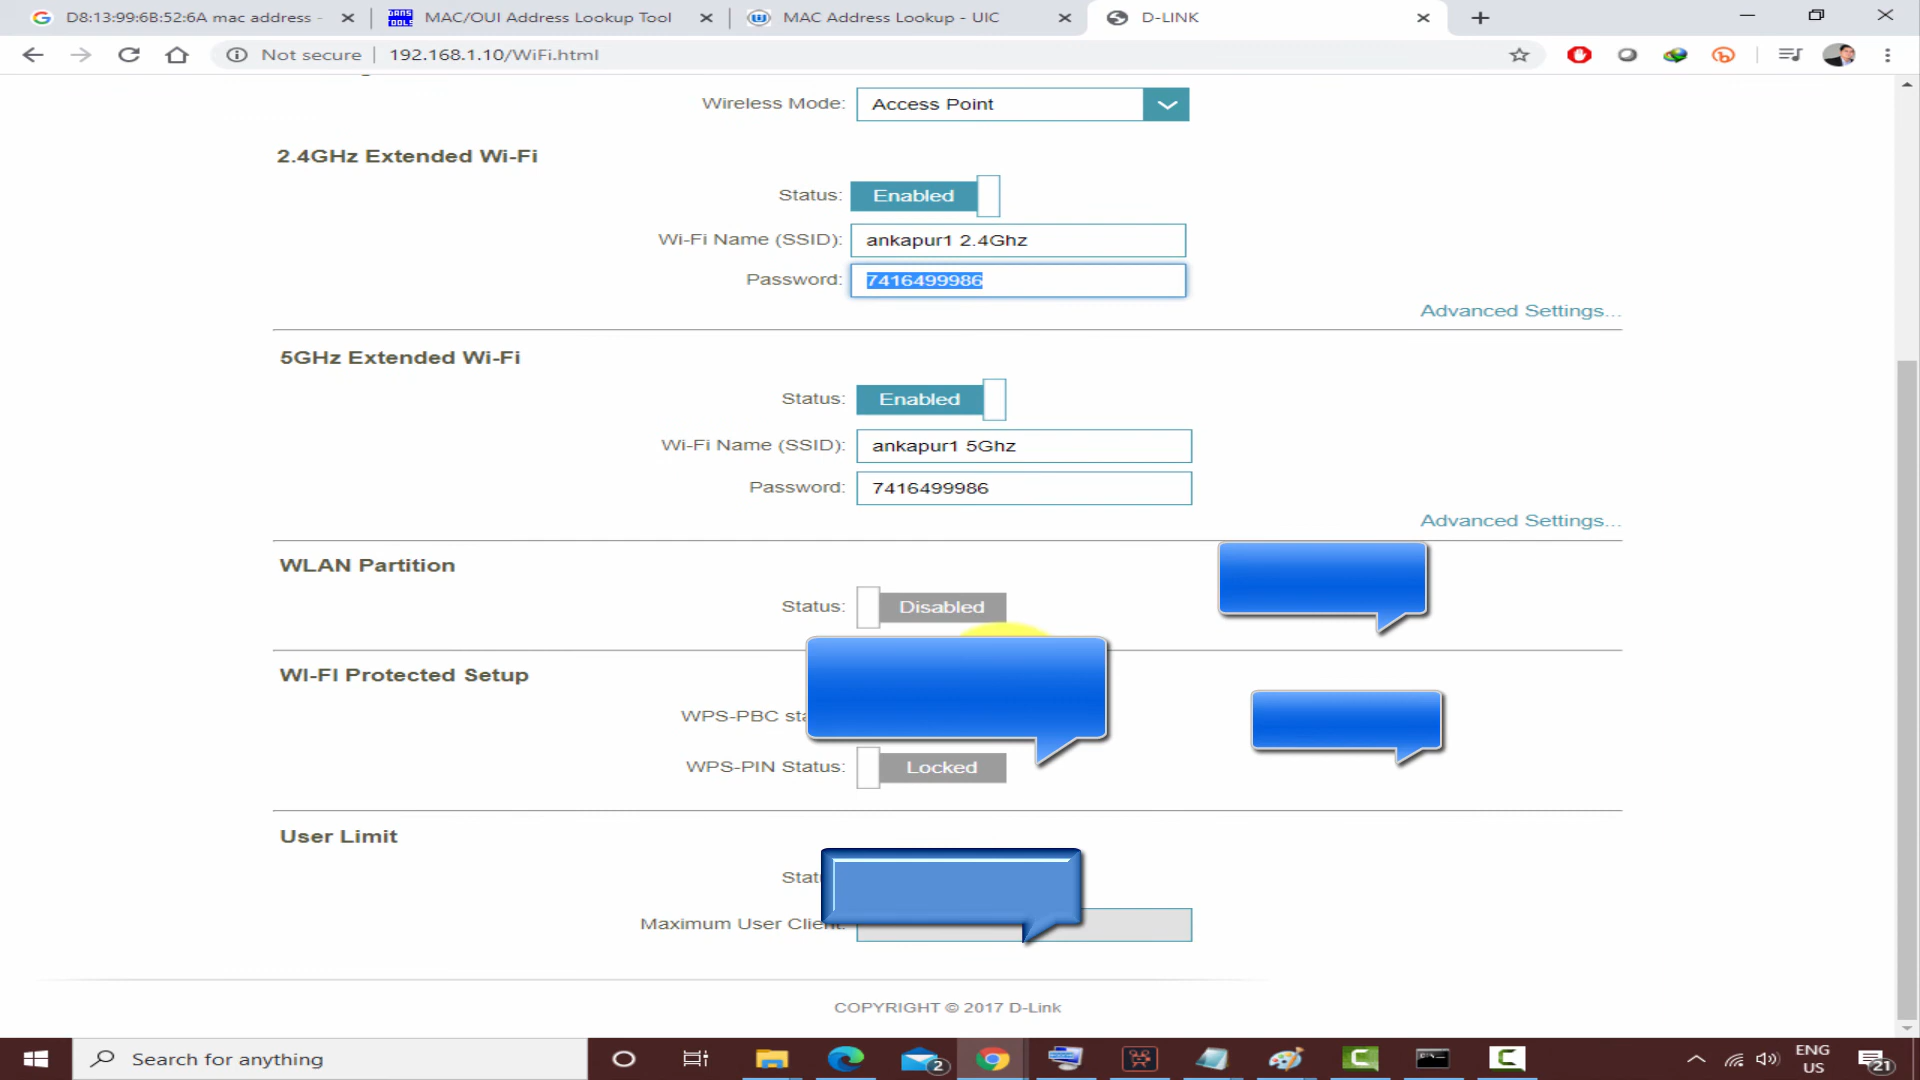 D8:13:99:6B:52:6A mac address -
MAC/OUI Address Lookup Tool
MAC Address Lookup - UIC
D-LINK
Not secure
192.168.1.10/WiFi.html
Wireless Mode: Access Point
2.4GHz Extended Wi-Fi
Status: Enabled
Wi-Fi Name (SSID): ankapur1 2.4Ghz
Password: 7416499986
Advanced Settings...
5GHz Extended Wi-Fi
Status: Enabled
Wi-Fi Name (SSID): ankapur1 5Ghz
Password: 7416499986
Advanced Settings...
WLAN Partition
Status: Disabled
WI-FI Protected Setup
WPS-PBC
WPS-PIN Status: Locked
User Limit
Maximum User Client:
COPYRIGHT © 2017 D-Link
Search for anything
2
ENG
US
21